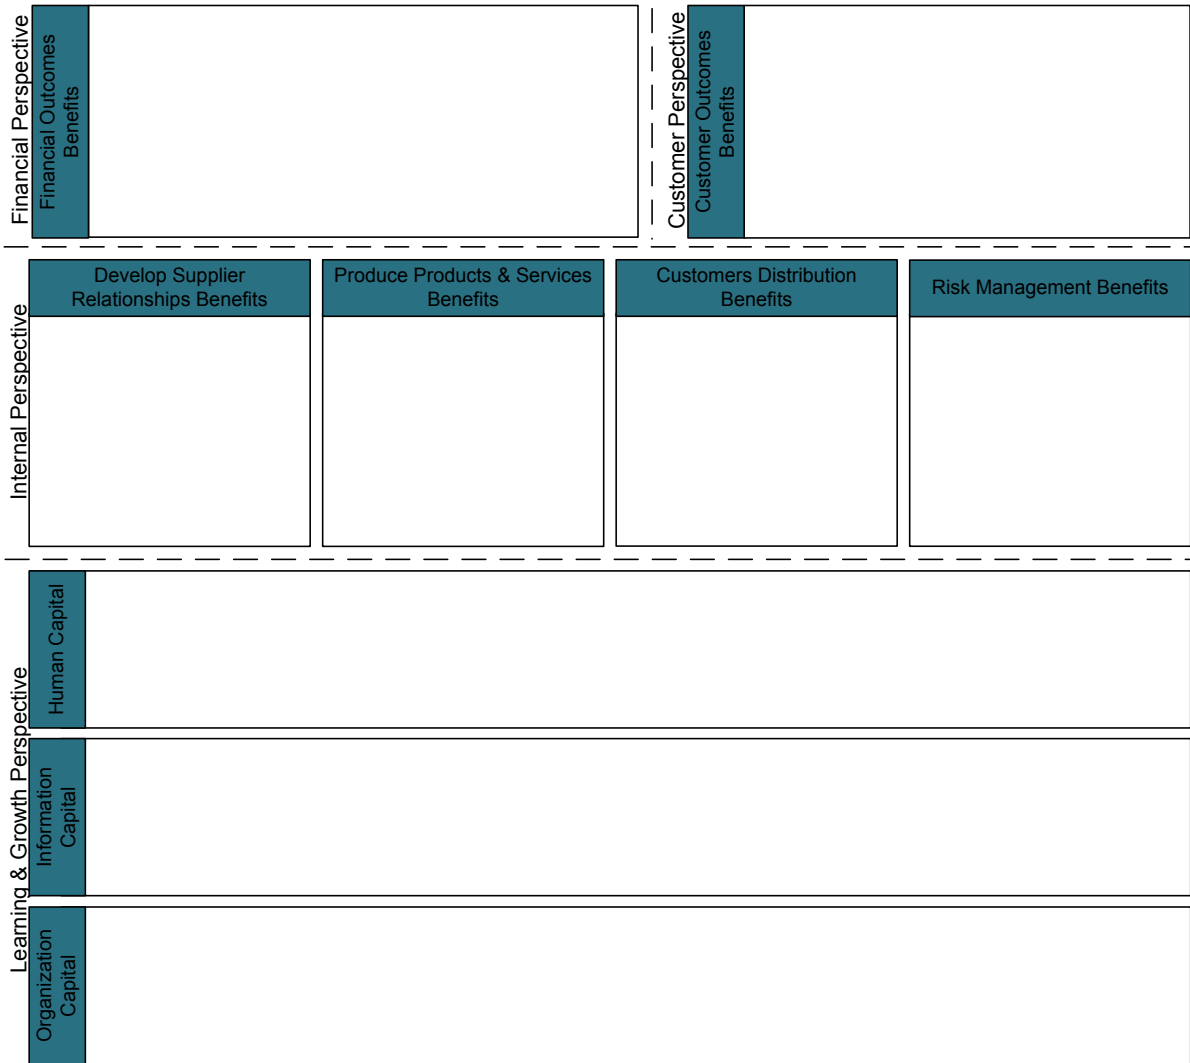 Financial Perspective
Financial Outcomes
Benefits
Customer Perspective
Customer Outcomes
Benefits
Internal Perspective
Develop Supplier
Relationships Benefits
Produce Products & Services
Benefits
Customers Distribution
Benefits
Risk Management Benefits
Learning & Growth Perspective
Human Capital
Information
Capital
Organization
Capital